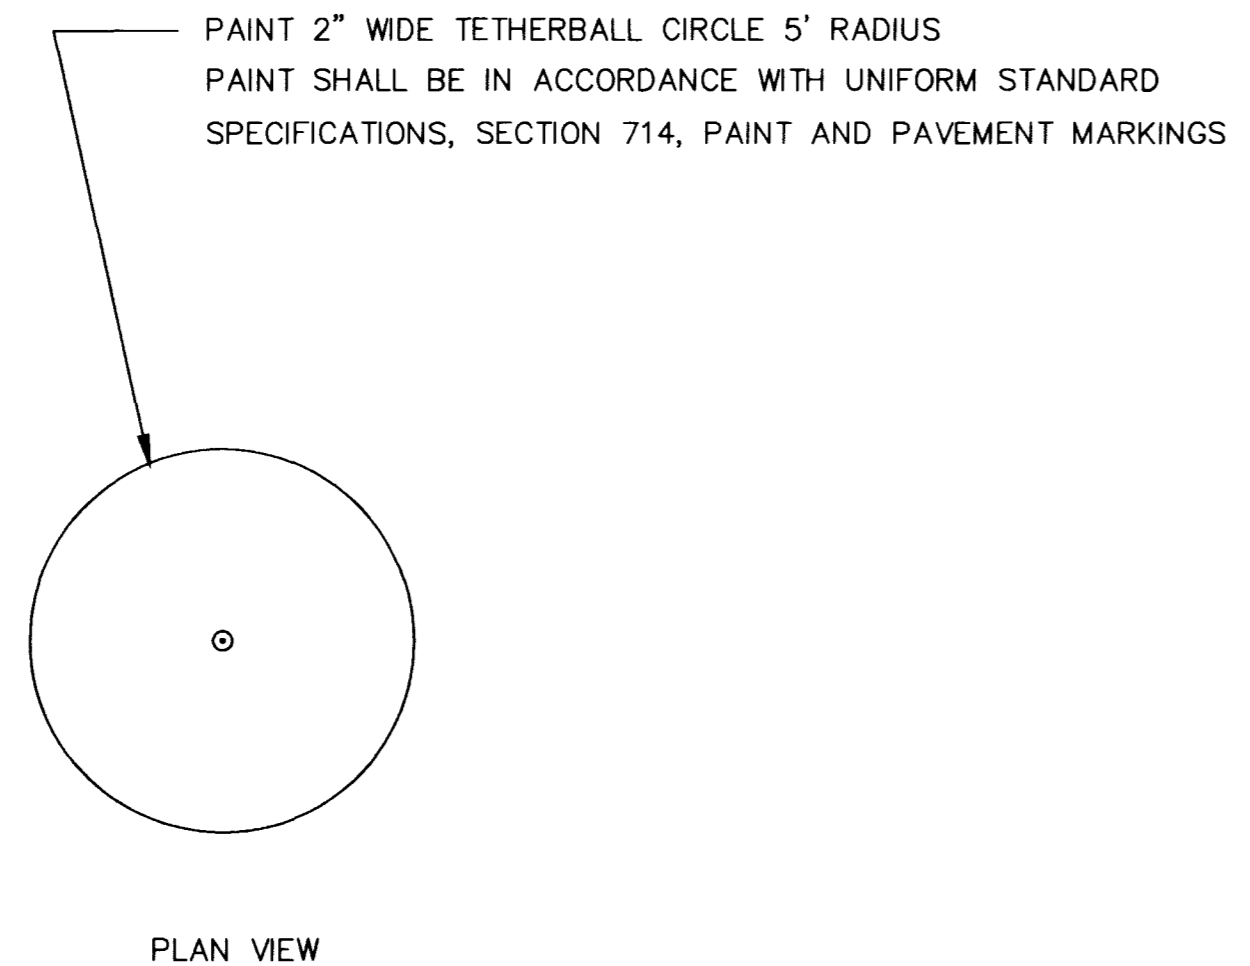 PAINT 2" WIDE TETHERBALL CIRCLE 5' RADIUS
PAINT SHALL BE IN ACCORDANCE WITH UNIFORM STANDARD
SPECIFICATIONS, SECTION 714, PAINT AND PAVEMENT MARKINGS
PLAN VIEW